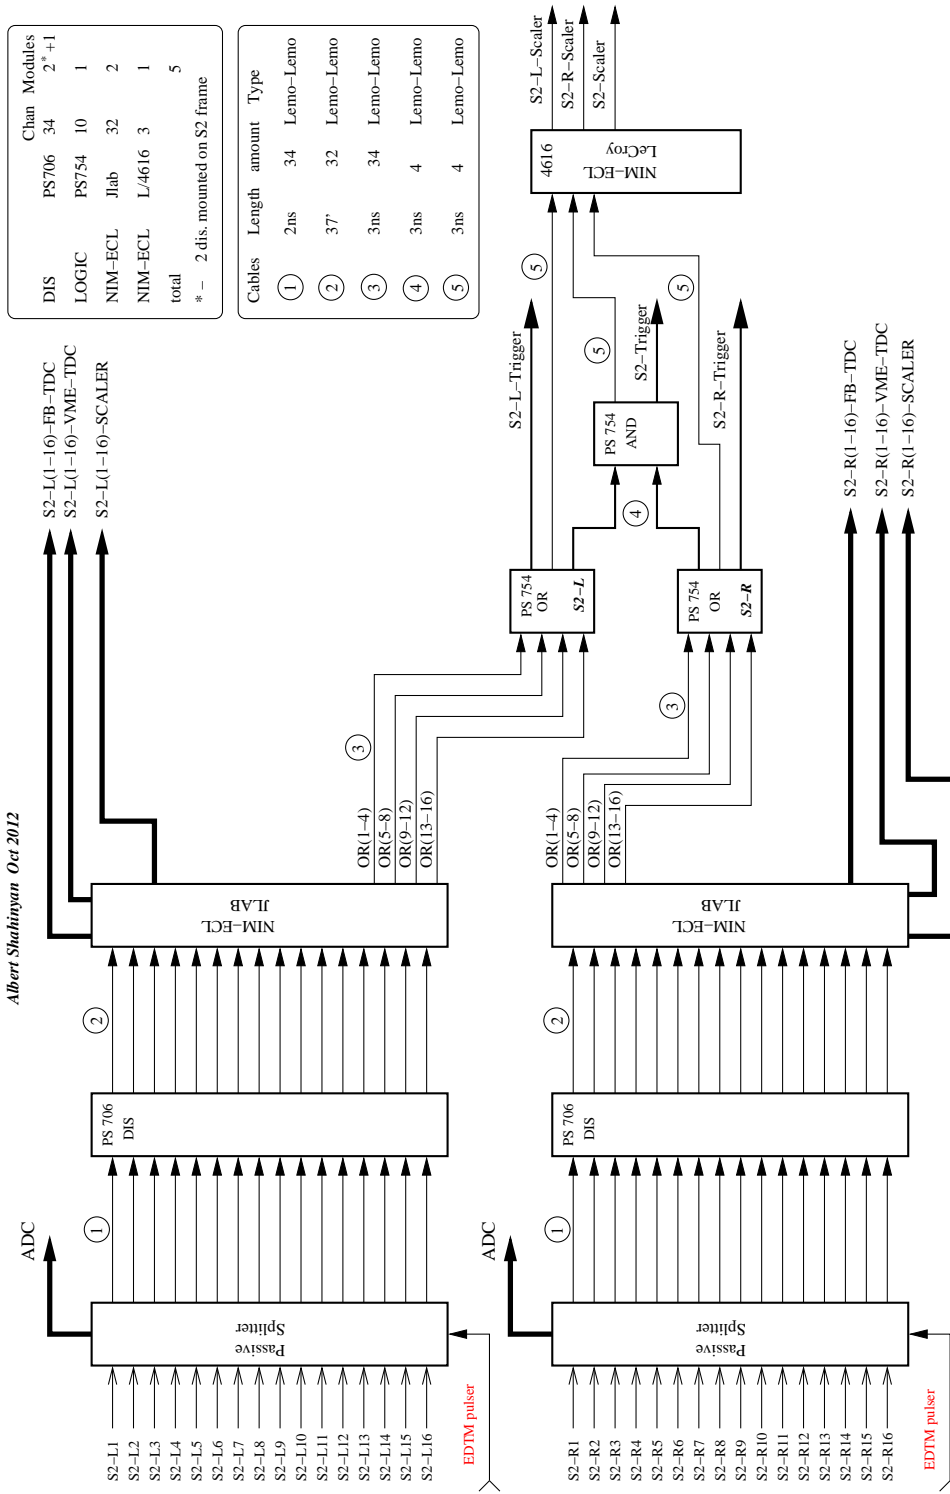 Albert Shahinyan Oct 2012
S2-L1
S2-L2
S2-L3
S2-L4
S2-L5
S2-L6
S2-L7
S2-L8
S2-L9
S2-L10
S2-L11
S2-L12
S2-L13
S2-L14
S2-L15
S2-L16
EDTM pulser
Passive
Splitter
ADC
1
PS 706
DIS
2
NIM-ECL
JLAB
S2-L(1-16)-FB-TDC
S2-L(1-16)-VME-TDC
S2-L(1-16)-SCALER
OR(1-4)
OR(5-8)
OR(9-12)
OR(13-16)
3
PS 754
OR
S2-L
S2-L-Trigger
4
PS 754
AND
S2-Trigger
5
5
5
4616
NIM-ECL
LeCroy
S2-L-Scaler
S2-R-Scaler
S2-Scaler
S2-R1
S2-R2
S2-R3
S2-R4
S2-R5
S2-R6
S2-R7
S2-R8
S2-R9
S2-R10
S2-R11
S2-R12
S2-R13
S2-R14
S2-R15
S2-R16
EDTM pulser
Passive
Splitter
ADC
1
PS 706
DIS
2
NIM-ECL
JLAB
OR(1-4)
OR(5-8)
OR(9-12)
OR(13-16)
3
PS 754
OR
S2-R
S2-R-Trigger
S2-R(1-16)-FB-TDC
S2-R(1-16)-VME-TDC
S2-R(1-16)-SCALER
Chan Modules
DIS PS706 34 2* +1
LOGIC PS754 10 1
NIM-ECL Jlab 32 2
NIM-ECL L/4616 3 1
total 5
* - 2 dis. mounted on S2 frame
Cables Length amount Type
1 2ns 34 Lemo-Lemo
2 37' 32 Lemo-Lemo
3 3ns 34 Lemo-Lemo
4 3ns 4 Lemo-Lemo
5 3ns 4 Lemo-Lemo